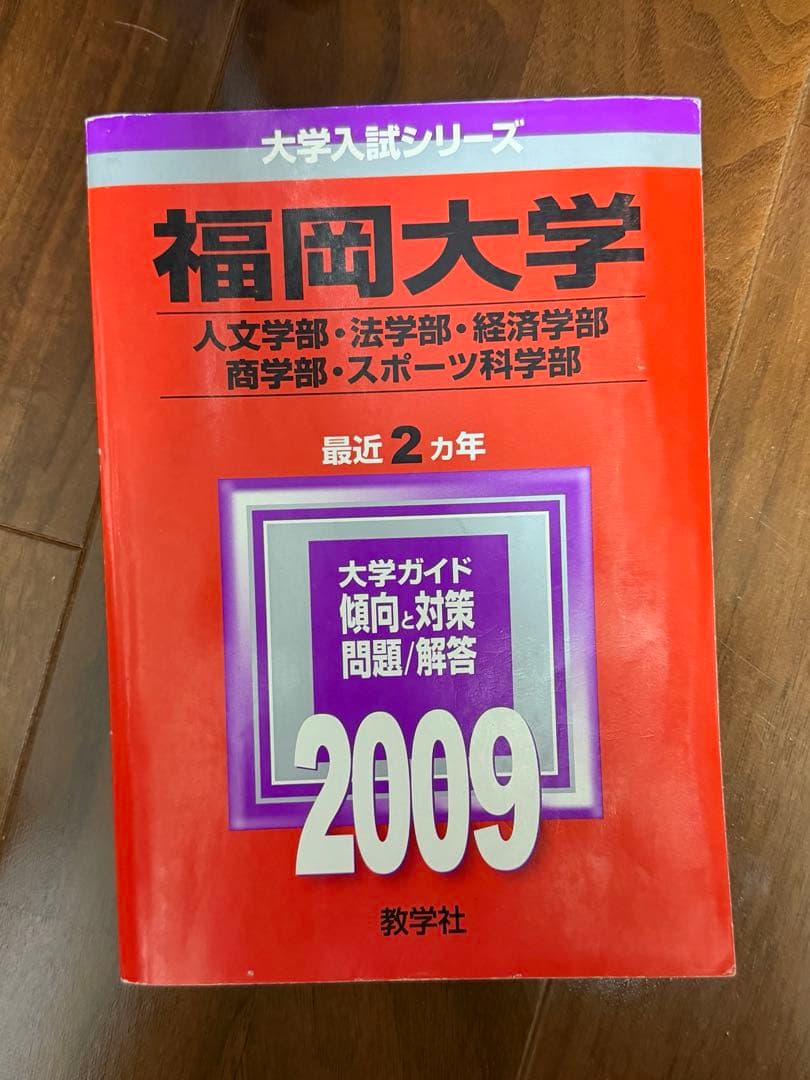 大学入試シリーズ
福岡大学
人文学部・法学部・経済学部
商学部・スポーツ科学部
最近2カ年
大学ガイド
傾向と対策
問題/解答
2009
教学社